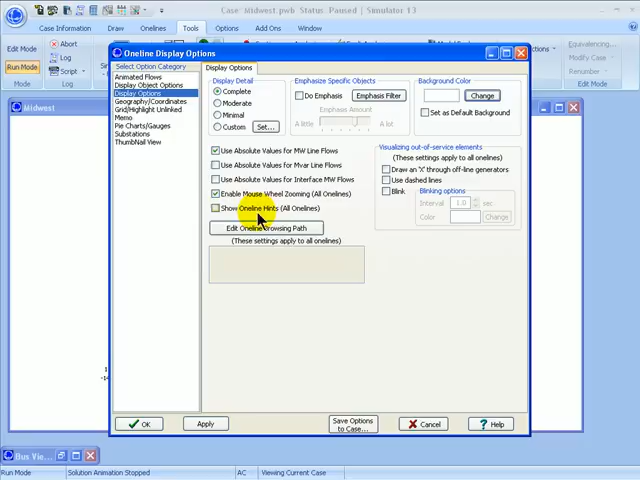 Case: Midwest.pwb Status: Paused | Simulator 13
Case Information
Draw
Onelines
Tools
Options
Add Ons
Window
Edit Mode
Run Mode
Mode
Abort
Log
Script
Log
Equivalencing...
Modify Case
Renumber
Edit Mode
Midwest
Oneline Display Options
Select Option Category
Animated Flows
Display Object Options
Display Options
Geography/Coordinates
Grid/Highlight Unlinked
Memo
Pie Charts/Gauges
Substations
ThumbNail View
Display Options
Display Detail
Complete
Moderate
Minimal
Custom
Set...
Emphasize Specific Objects
Do Emphasis
Emphasis Filter
Emphasis Amount
A little
A lot
Background Color
Change
Set as Default Background
Use Absolute Values for MW Line Flows
Use Absolute Values for Mvar Line Flows
Use Absolute Values for Interface MW Flows
Enable Mouse Wheel Zooming (All Onelines)
Show Oneline Hints (All Onelines)
Edit Oneline Browsing Path
(These settings apply to all onelines)
Visualizing out-of-service elements
(These settings apply to all onelines)
Draw an 'X' through off-line generators
Use dashed lines
Blink
Blinking options
Interval 1.0 sec
Color
Change
OK
Apply
Save Options
to Case...
Cancel
Help
Bus Vie...
Run Mode
Solution Animation Stopped
AC
Viewing Current Case